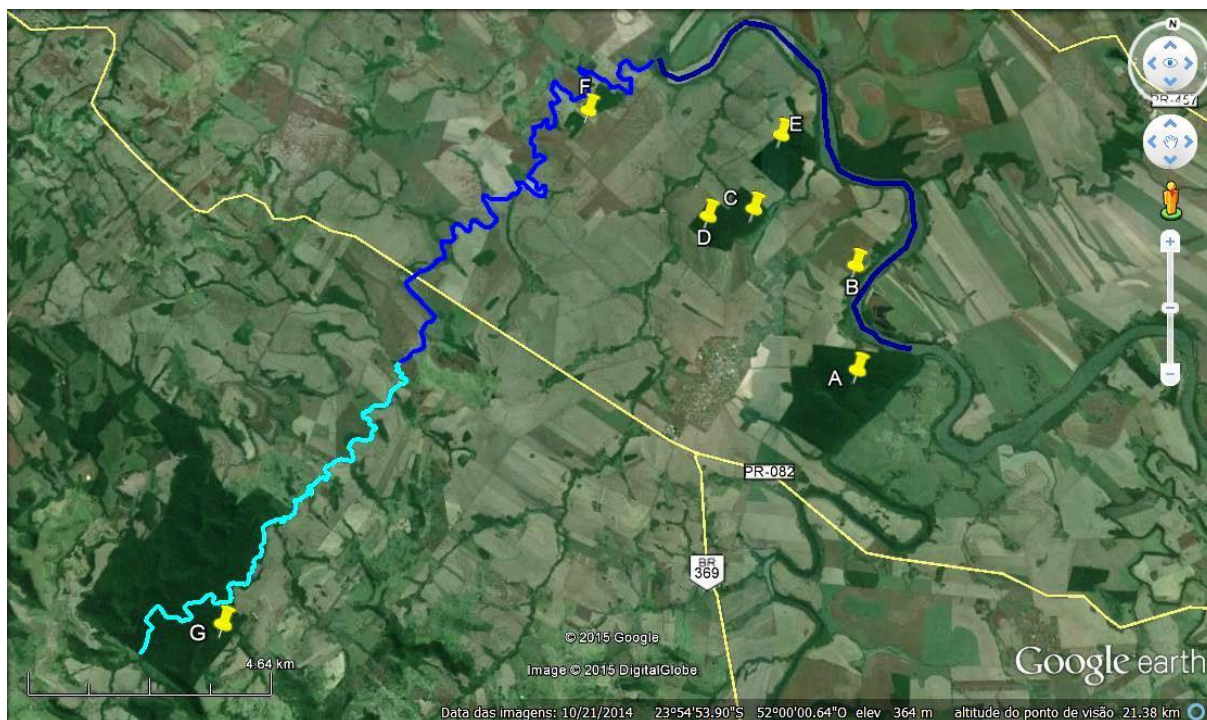 N
PR-457
F
E
C
D
B
A
PR-082
BR
369
G
4.64 km
© 2015 Google
Image © 2015 DigitalGlobe
Google earth
Data das imagens: 10/21/2014 23°54'53.90"S 52°00'00.64"O elev 364 m altitude do ponto de visão 21.38 km